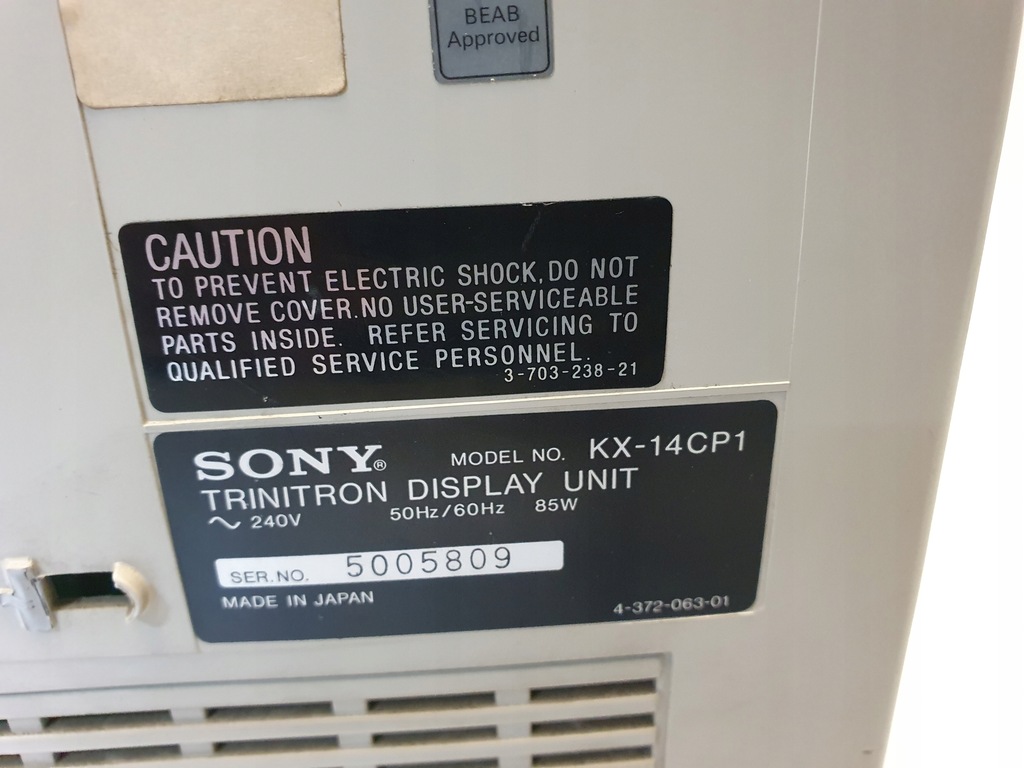 BEAB
Approved
CAUTION
TO PREVENT ELECTRIC SHOCK, DO NOT
REMOVE COVER. NO USER-SERVICEABLE
PARTS INSIDE. REFER SERVICING TO
QUALIFIED SERVICE PERSONNEL.
3-703-238-21
SONY® MODEL NO. KX-14CP1
TRINITRON DISPLAY UNIT
~ 240V 50Hz/60Hz 85W
SER. NO. 5005809
MADE IN JAPAN 4-372-063-01